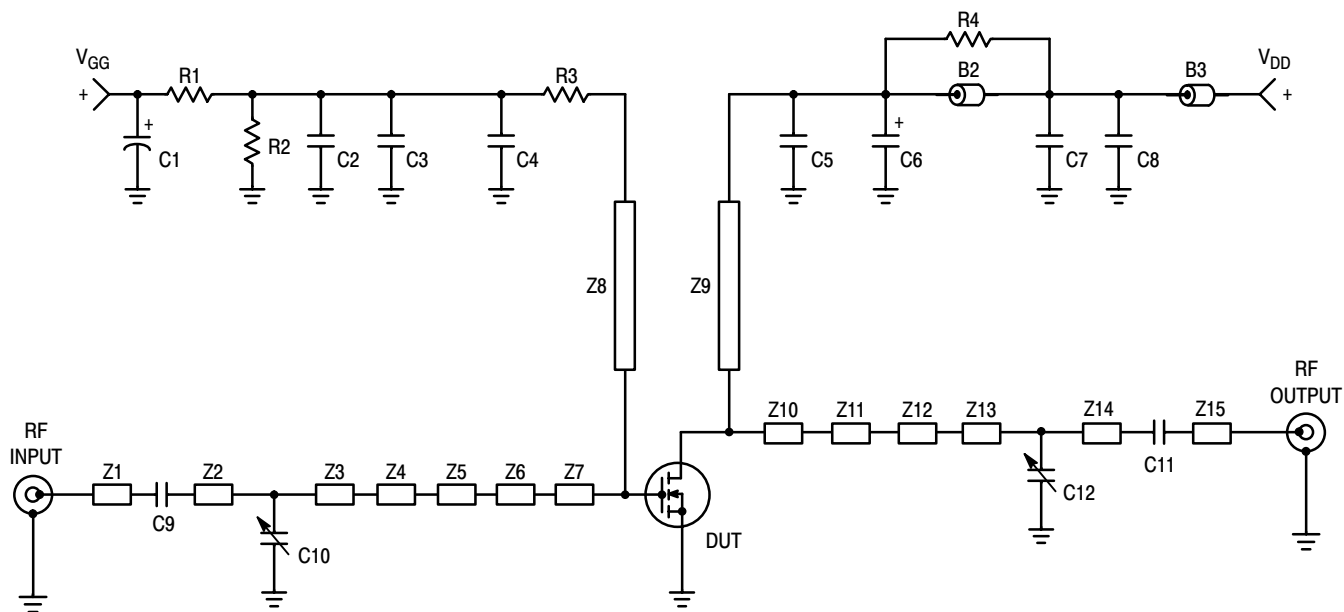 R4
VGG
R1
R3
B2
B3
VDD
+
+
+
+
R2
C1
C2
C3
C4
C5
C6
C7
C8
Z8
Z9
RF
OUTPUT
Z10
Z11
Z12
Z13
Z14
Z15
RF
INPUT
C11
Z1
Z2
Z3
Z4
Z5
Z6
Z7
C12
C9
DUT
C10